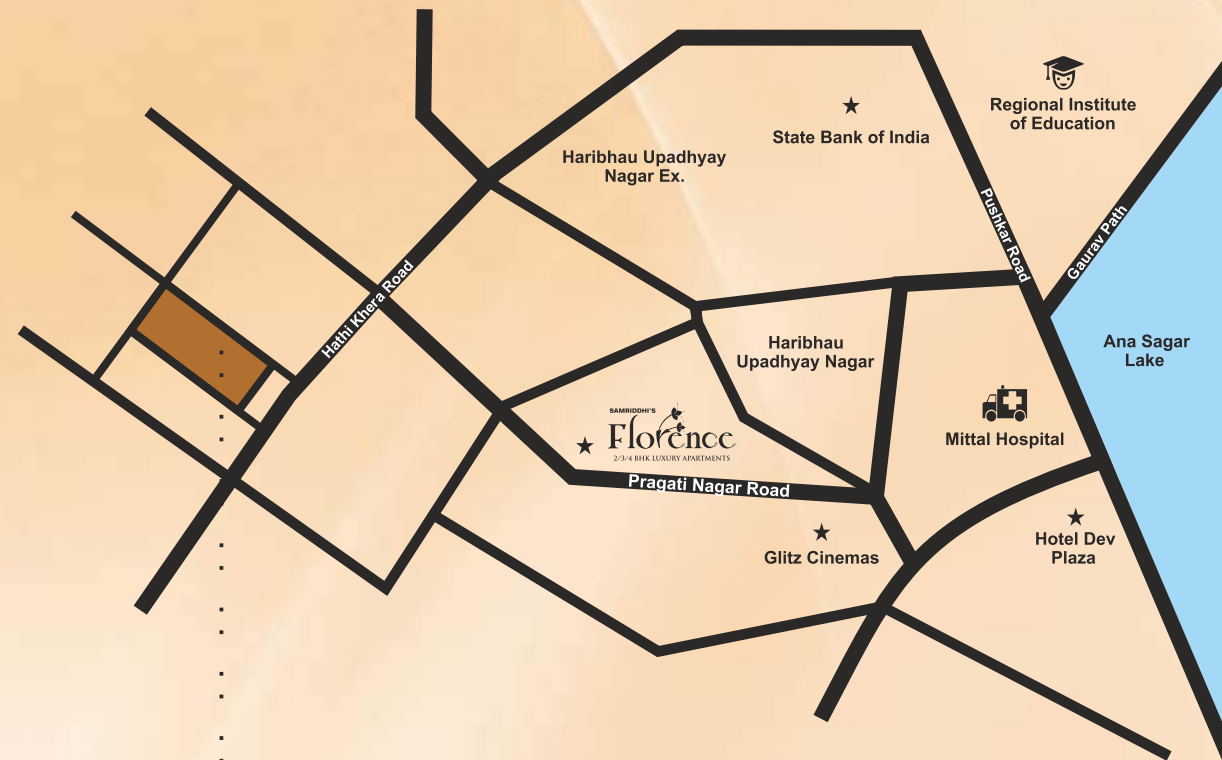 Regional Institute
of Education
State Bank of India
Haribhau Upadhyay
Nagar Ex.
Pushkar Road
Gaurav Path
Hathi Khera Road
Haribhau
Upadhyay Nagar
Ana Sagar
Lake
SAMRIDDHI'S
Florence
2/3/4 BHK LUXURY APARTMENTS
Mittal Hospital
Pragati Nagar Road
Glitz Cinemas
Hotel Dev
Plaza